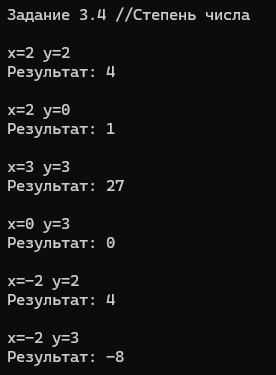 Задание 3.4 //Степень числа
x=2 y=2
Результат: 4
x=2 y=0
Результат: 1
x=3 y=3
Результат: 27
x=0 y=3
Результат: 0
x=-2 y=2
Результат: 4
x=-2 y=3
Результат: -8